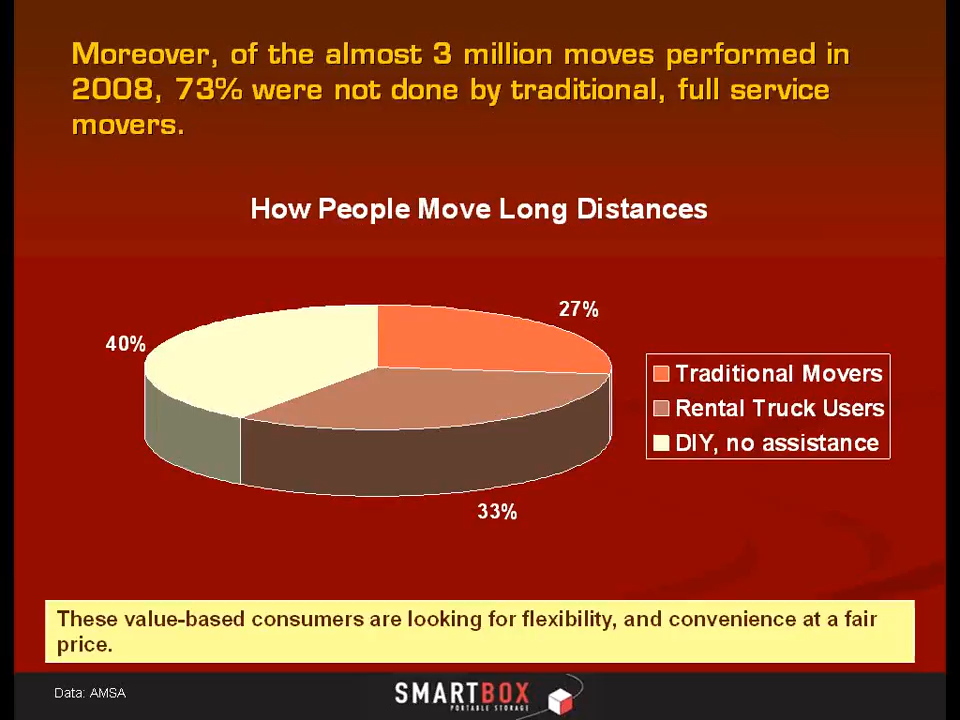 Moreover, of the almost 3 million moves performed in
2008, 73% were not done by traditional, full service
movers.
How People Move Long Distances
27%
40%
Traditional Movers
Rental Truck Users
DIY, no assistance
33%
These value-based consumers are looking for flexibility, and convenience at a fair
price.
Data: AMSA
SMARTBOX
PORTABLE STORAGE